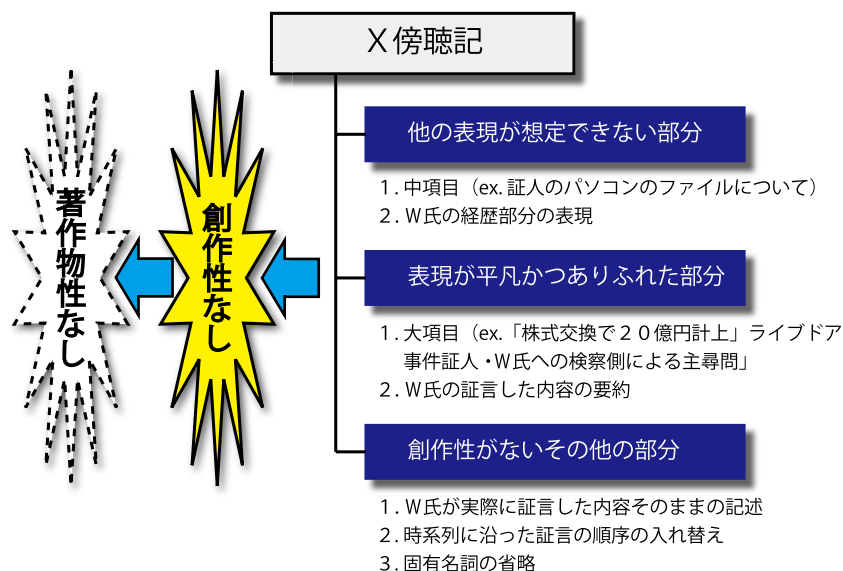 X傍聴記
他の表現が想定できない部分
1．中項目（ex. 証人のパソコンのファイルについて）
2．W氏の経歴部分の表現
表現が平凡かつありふれた部分
1．大項目（ex.「株式交換で２０億円計上」ライブドア
事件証人・W氏への検察側による主尋問」
2．W氏の証言した内容の要約
創作性がないその他の部分
1．W氏が実際に証言した内容そのままの記述
2．時系列に沿った証言の順序の入れ替え
3．固有名詞の省略
創作性なし
著作物性なし